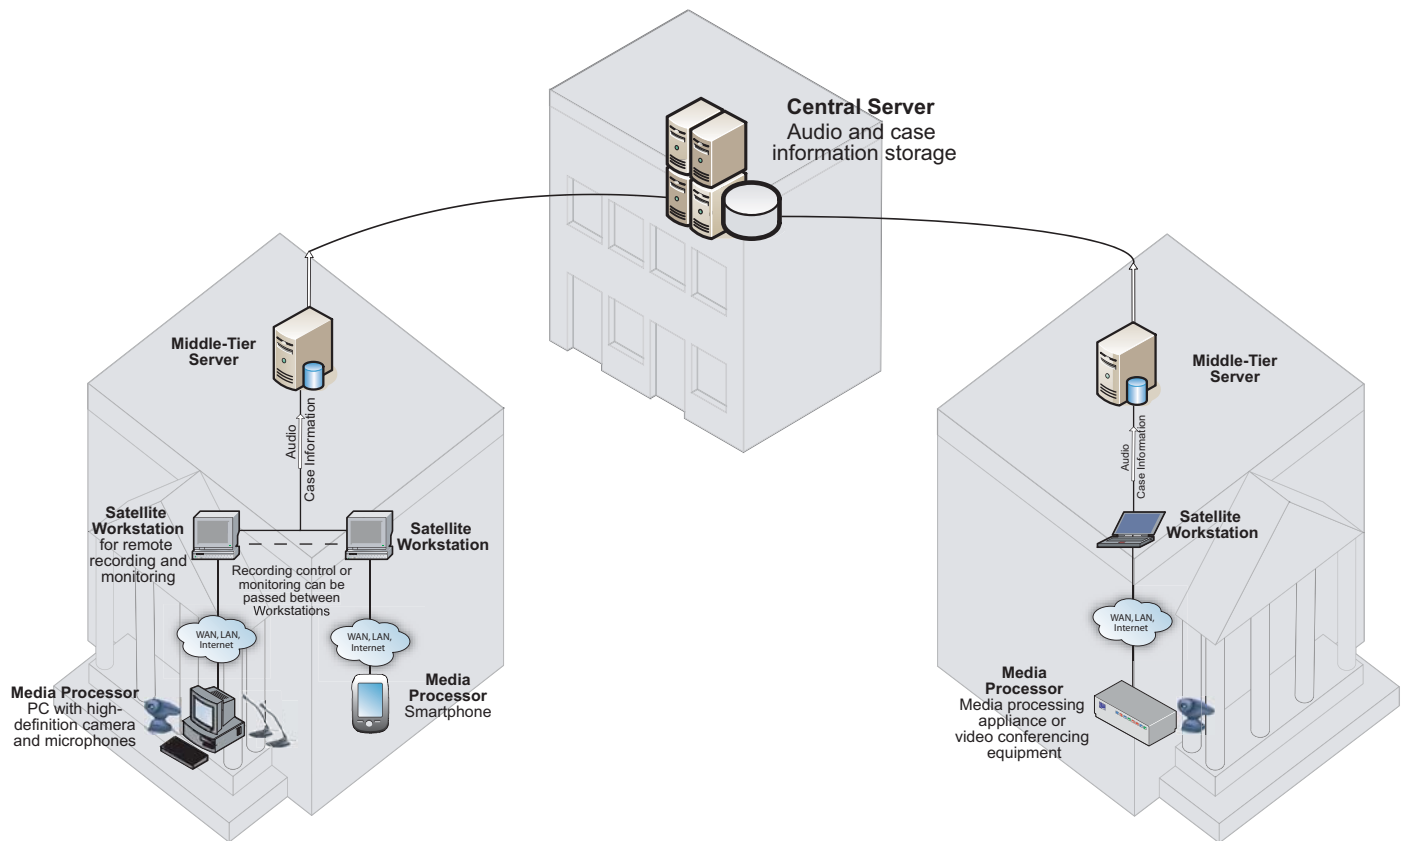 Central Server
Audio and case
information storage
Middle-Tier
Server
Audio
Case Information
Satellite
Workstation
for remote
recording and
monitoring
Satellite
Workstation
Recording control or
monitoring can be
passed between
Workstations
WAN, LAN,
Internet
WAN, LAN,
Internet
Media Processor
PC with high-
definition camera
and microphones
Media
Processor
Smartphone
Middle-Tier
Server
Audio
Case Information
Satellite
Workstation
WAN, LAN,
Internet
Media
Processor
Media processing
appliance or
video conferencing
equipment